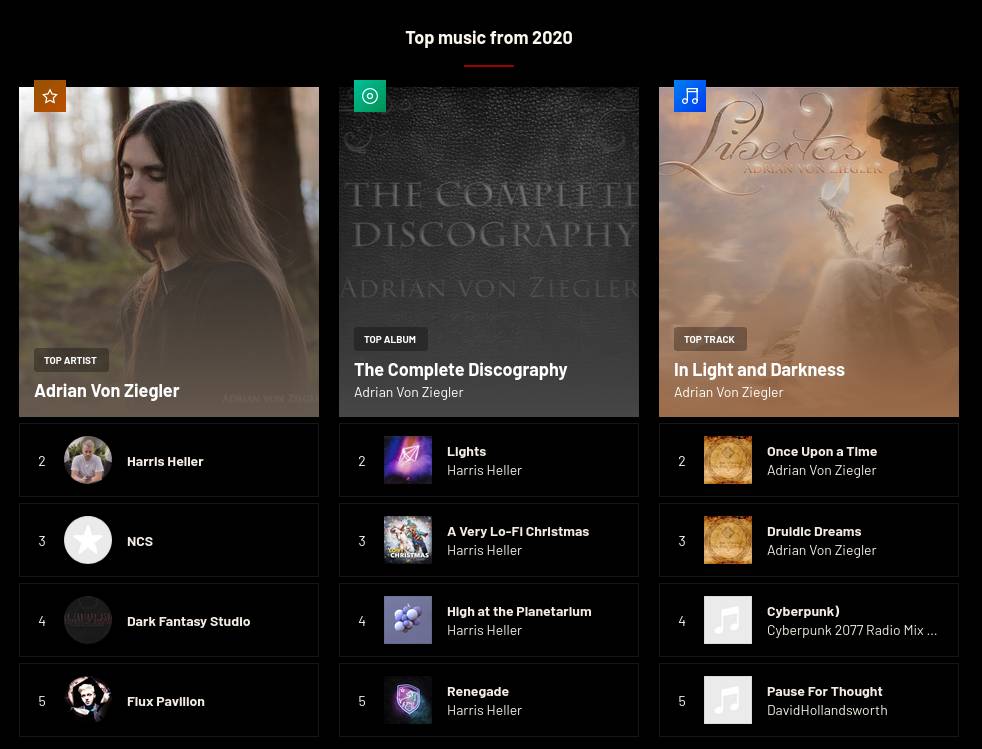 Top music from 2020
ADRIAN VON ZIEGLER
TOP ARTIST
Adrian Von Ziegler
2
Harris Heller
3
NCS
4
Dark Fantasy Studio
5
Flux Pavilion
THE COMPLETE
DISCOGRAPHY
ADRIAN VON ZIEGLER
TOP ALBUM
The Complete Discography
Adrian Von Ziegler
2
Lights
Harris Heller
3
A Very Lo-Fi Christmas
Harris Heller
CHRISTMAS
4
High at the Planetarium
Harris Heller
5
Renegade
Harris Heller
Libertas
ADRIAN VON ZIEGLER
TOP TRACK
In Light and Darkness
Adrian Von Ziegler
2
Once Upon a Time
Adrian Von Ziegler
3
Druidic Dreams
Adrian Von Ziegler
4
Cyberpunk)
Cyberpunk 2077 Radio Mix ...
5
Pause For Thought
DavidHollandsworth